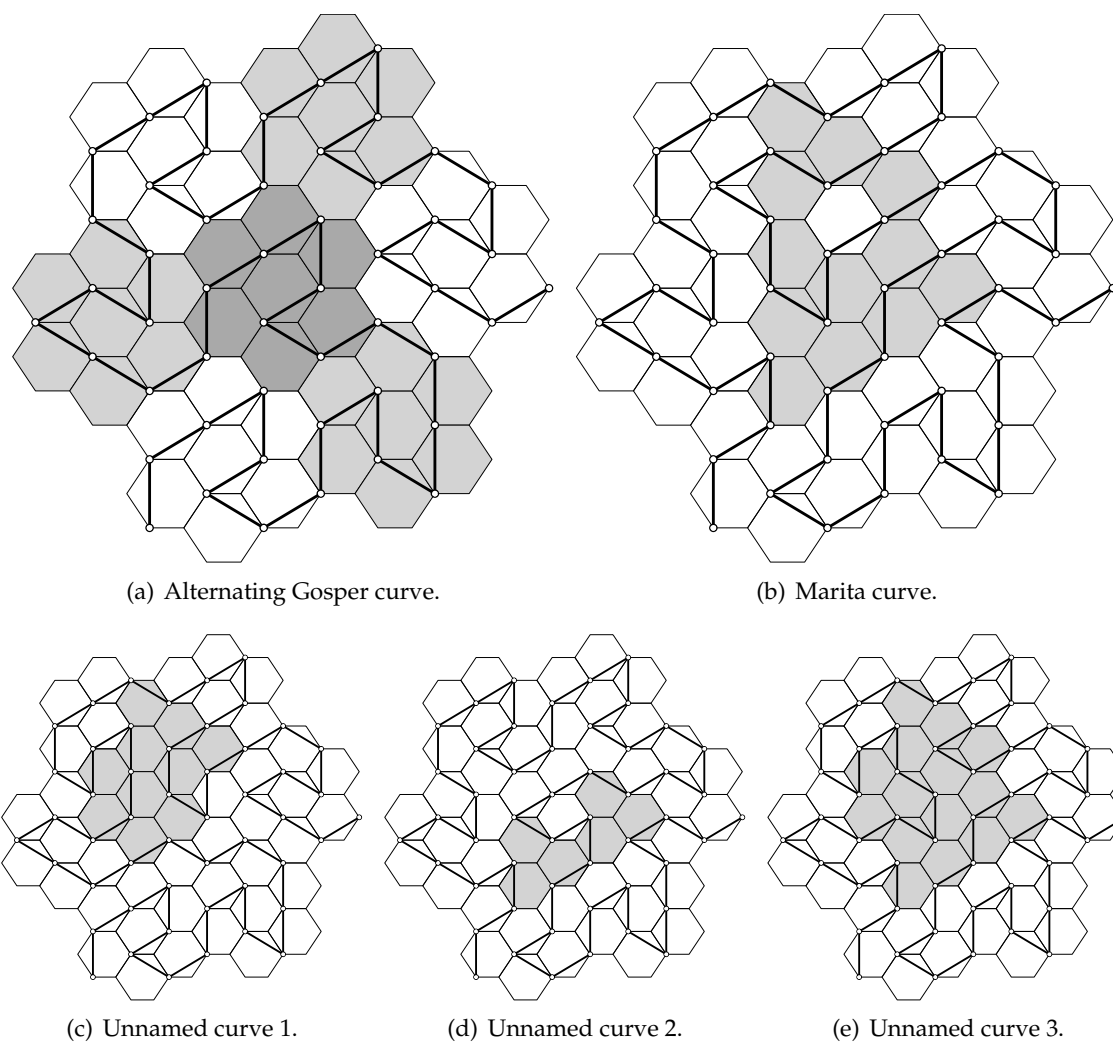 (a) Alternating Gosper curve.
(b) Marita curve.
(c) Unnamed curve 1.
(d) Unnamed curve 2.
(e) Unnamed curve 3.